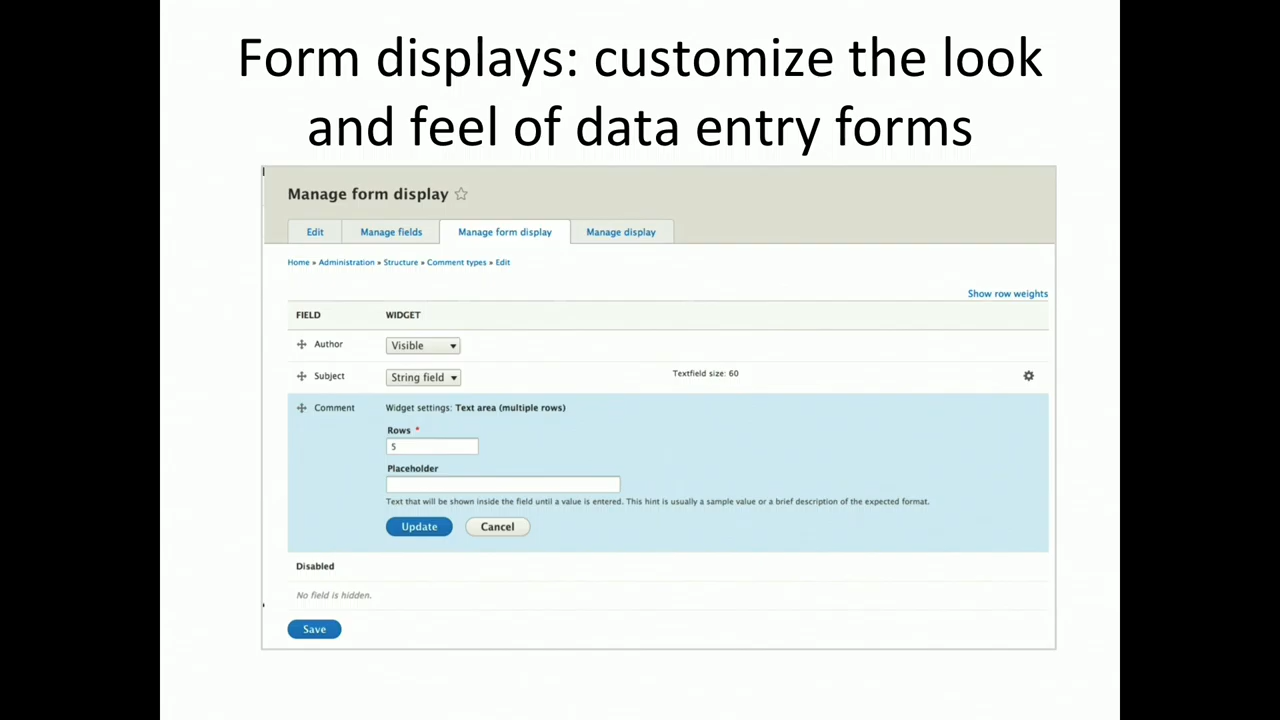 Form displays: customize the look
and feel of data entry forms
Manage form display
Edit Manage fields Manage form display Manage display
Home » Administration » Structure » Comment types » Edit
Show row weights
FIELD WIDGET
Author Visible
Subject String field Textfield size: 60
Comment Widget settings: Text area (multiple rows)
Rows *
5
Placeholder
Text that will be shown inside the field until a value is entered. This hint is usually a sample value or a brief description of the expected format.
Update Cancel
Disabled
No field is hidden.
Save